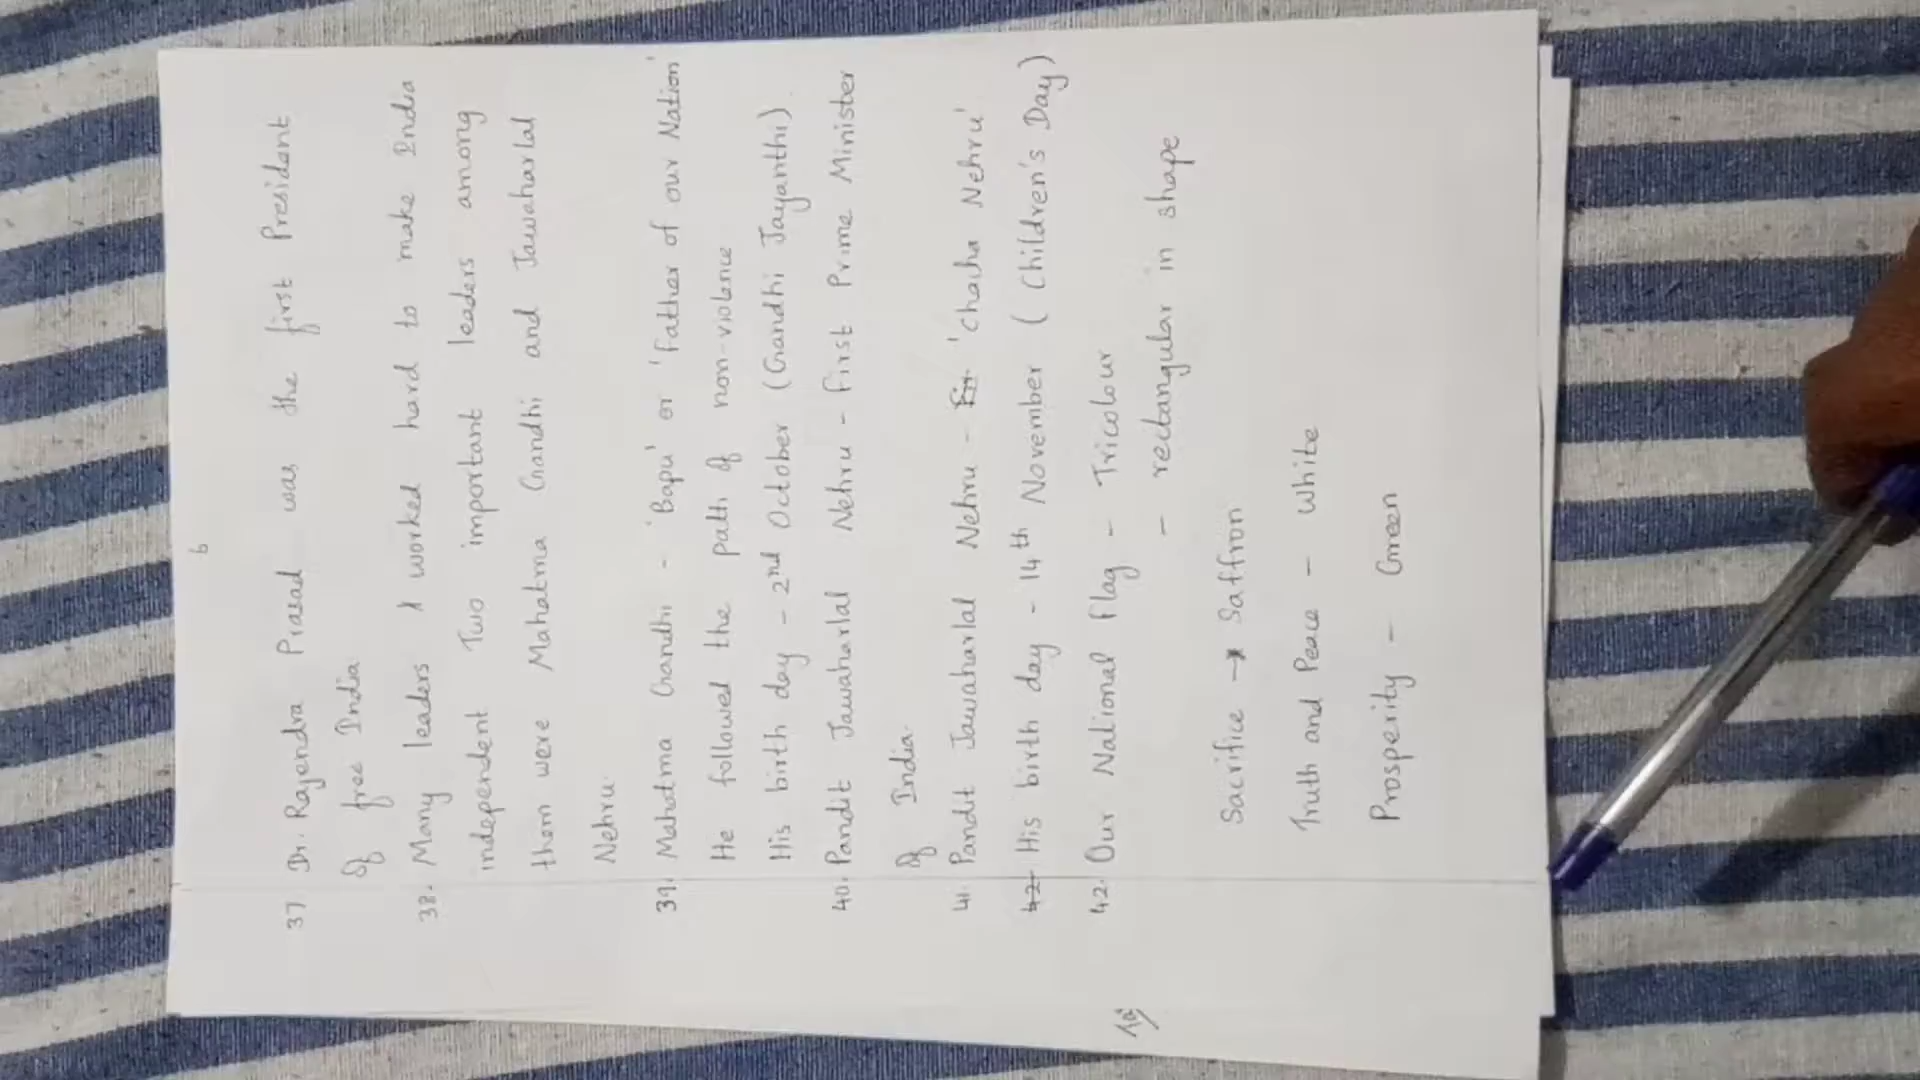 6
37. Dr. Rajendra Prasad was the first President
of free India.
38. Many leaders worked hard to make India
independent Two important leaders among
them were Mahatma Gandhi and Jawaharlal
Nehru.
39. Mahatma Gandhi - 'Bapu' or 'Father of our Nation'
He followed the path of non-violence
His birth day - 2nd October (Gandhi Jayanthi)
40. Pandit Jawaharlal Nehru - First Prime Minister
of India.
41. Pandit Jawaharlal Nehru - 'Chacha Nehru'
42 His birth day - 14th November (Children's Day)
42. Our National Flag - Tricolour
- rectangular in shape
Sacrifice → Saffron
Truth and Peace - White
Prosperity - Green